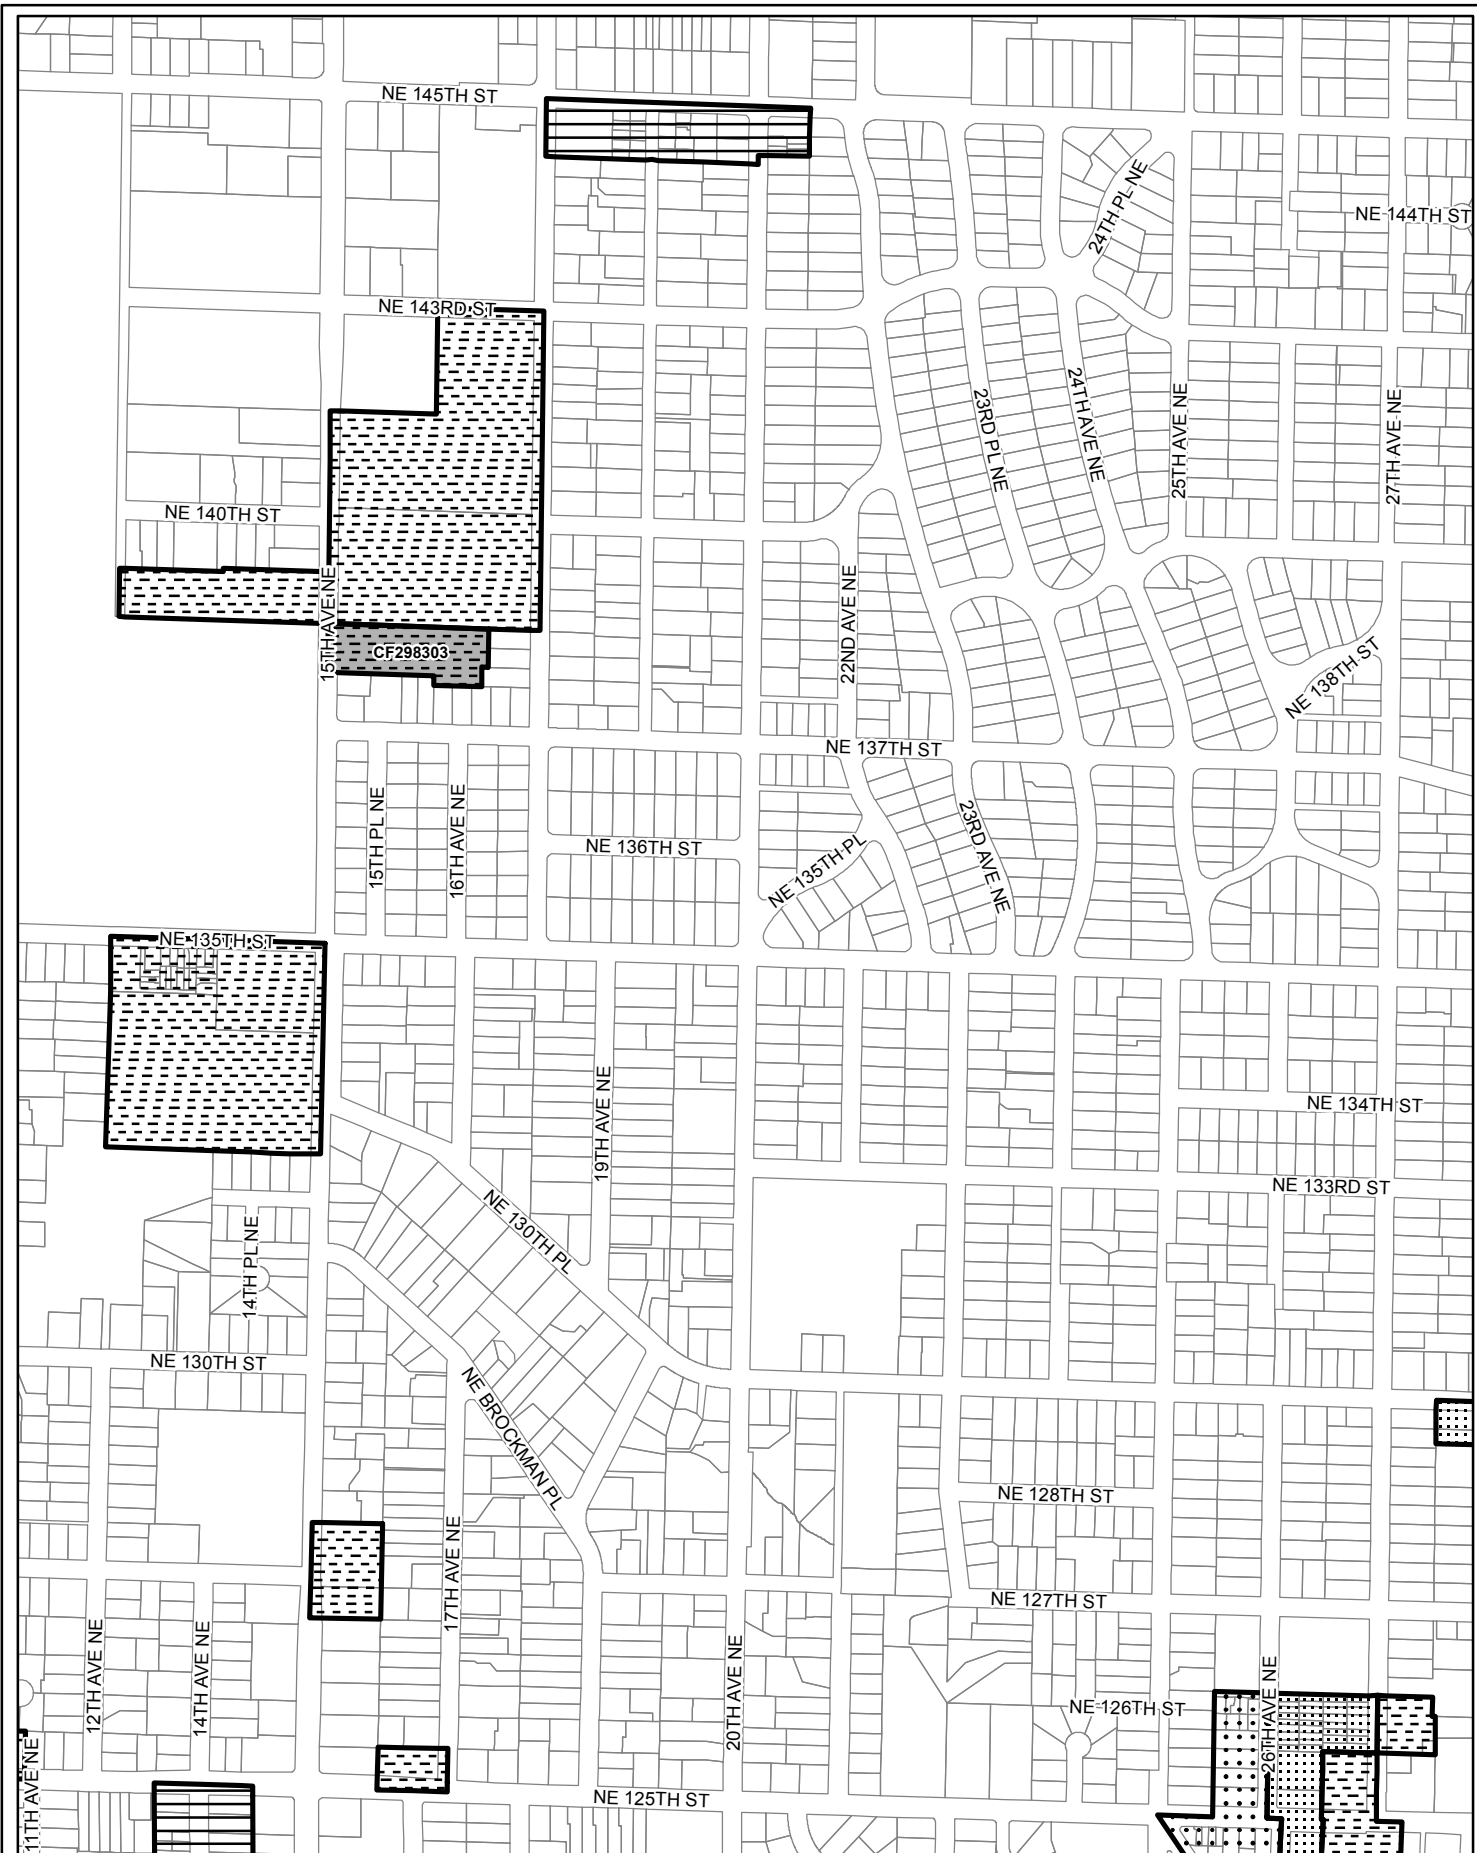 NE 145TH ST
24TH PL NE
NE 144TH ST
NE 143RD ST
23RD PL NE
24TH AVE NE
25TH AVE NE
27TH AVE NE
NE 140TH ST
15TH AVE NE
CF298303
22ND AVE NE
NE 138TH ST
NE 137TH ST
15TH PL NE
16TH AVE NE
NE 136TH ST
NE 135TH PL
23RD AVE NE
NE 135TH ST
19TH AVE NE
NE 134TH ST
NE 133RD ST
14TH PL NE
NE 130TH PL
NE 130TH ST
NE BROCKMAN PL
NE 128TH ST
17TH AVE NE
NE 127TH ST
12TH AVE NE
14TH AVE NE
20TH AVE NE
26TH AVE NE
NE 126TH ST
11TH AVE NE
NE 125TH ST